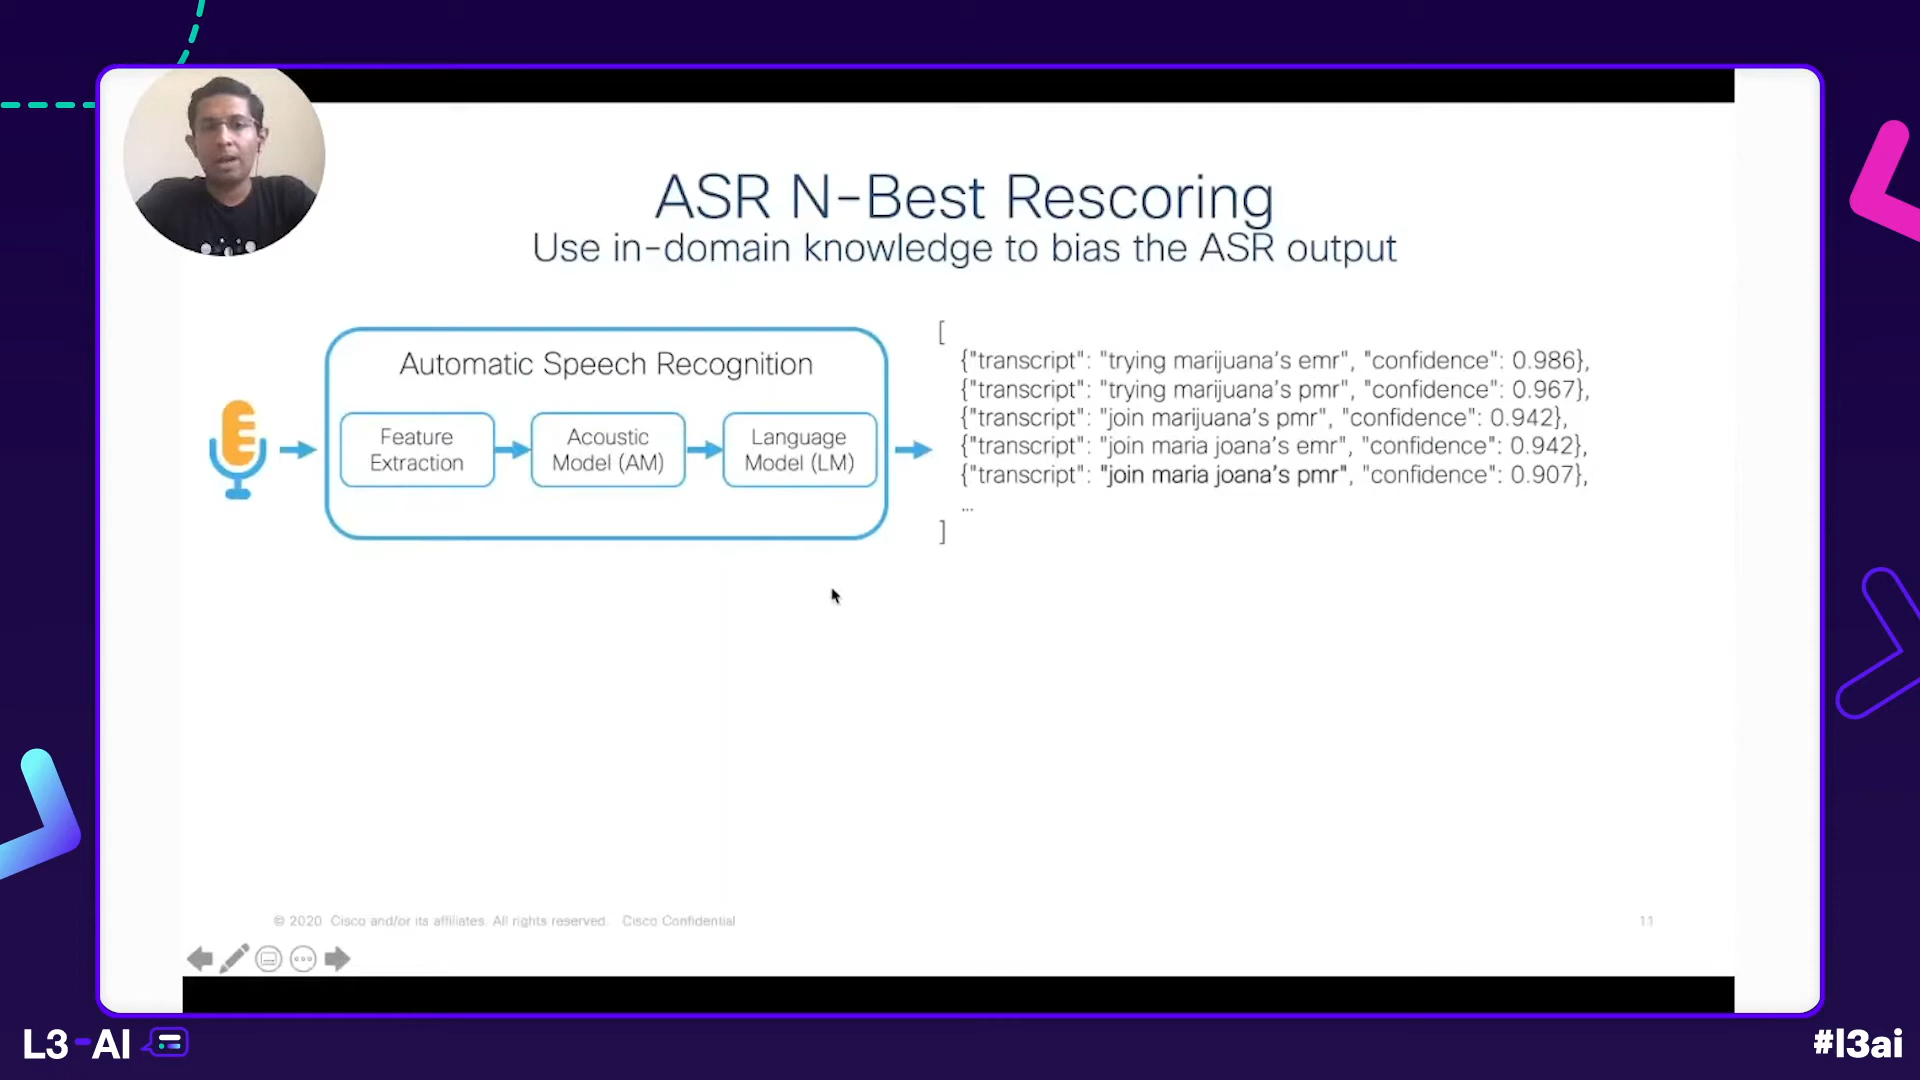 ASR N-Best Rescoring
Use in-domain knowledge to bias the ASR output
Automatic Speech Recognition
Feature
Extraction
Acoustic
Model (AM)
Language
Model (LM)
[
{"transcript": "trying marijuana's emr", "confidence": 0.986},
{"transcript": "trying marijuana's pmr", "confidence": 0.967},
{"transcript": "join marijuana's pmr", "confidence": 0.942},
{"transcript": "join maria joana's emr", "confidence": 0.942},
{"transcript": "join maria joana's pmr", "confidence": 0.907},
...
]
© 2020 Cisco and/or its affiliates. All rights reserved. Cisco Confidential
11
L3-AI
#l3ai